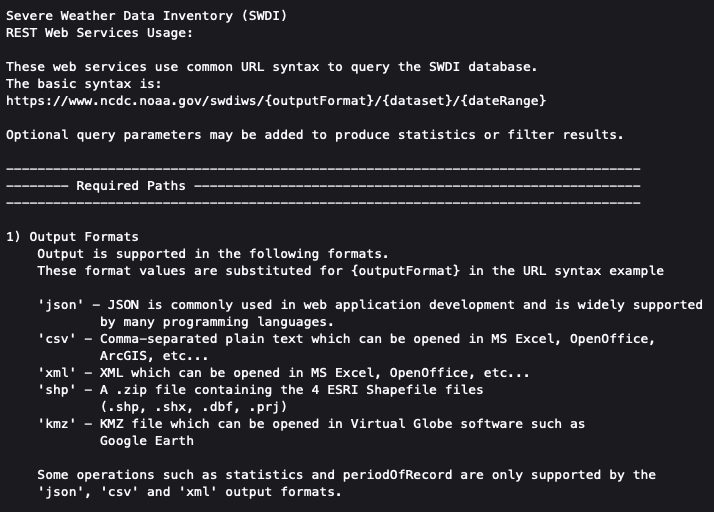 Severe Weather Data Inventory (SWDI)
REST Web Services Usage:

These web services use common URL syntax to query the SWDI database.
The basic syntax is:
https://www.ncdc.noaa.gov/swdiws/{outputFormat}/{dataset}/{dateRange}

Optional query parameters may be added to produce statistics or filter results.

---------------------------------------------------------------------------------
-------- Required Paths ---------------------------------------------------------
---------------------------------------------------------------------------------

1) Output Formats
    Output is supported in the following formats.
    These format values are substituted for {outputFormat} in the URL syntax example

    'json' - JSON is commonly used in web application development and is widely supported
            by many programming languages.
    'csv' - Comma-separated plain text which can be opened in MS Excel, OpenOffice,
            ArcGIS, etc...
    'xml' - XML which can be opened in MS Excel, OpenOffice, etc...
    'shp' - A .zip file containing the 4 ESRI Shapefile files
            (.shp, .shx, .dbf, .prj)
    'kmz' - KMZ file which can be opened in Virtual Globe software such as
            Google Earth

    Some operations such as statistics and periodOfRecord are only supported by the
    'json', 'csv' and 'xml' output formats.